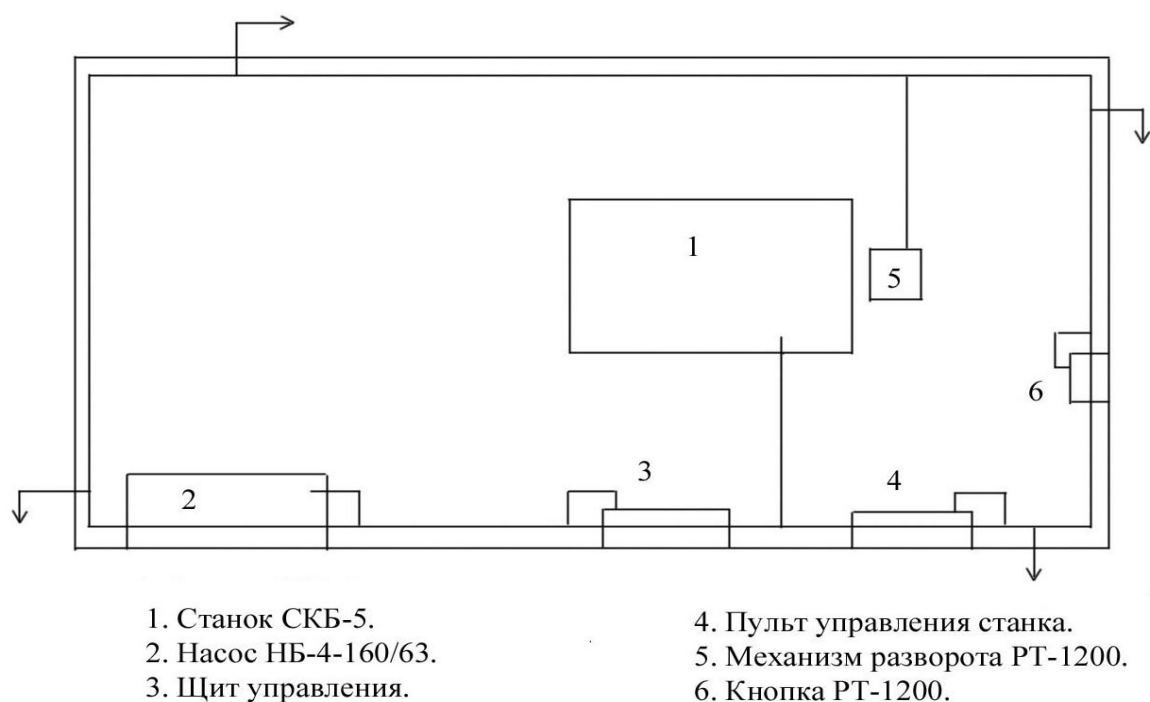 1
5
6
3
2
4
1. Станок СКБ-5.
2. Насос НБ-4-160/63.
3. Щит управления.
4. Пульт управления станка.
5. Механизм разворота РТ-1200.
6. Кнопка РТ-1200.